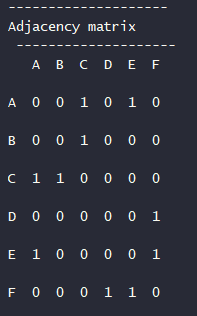 --------------------
Adjacency matrix
--------------------
A B C D E F
A 0 0 1 0 1 0
B 0 0 1 0 0 0
C 1 1 0 0 0 0
D 0 0 0 0 0 1
E 1 0 0 0 0 1
F 0 0 0 1 1 0